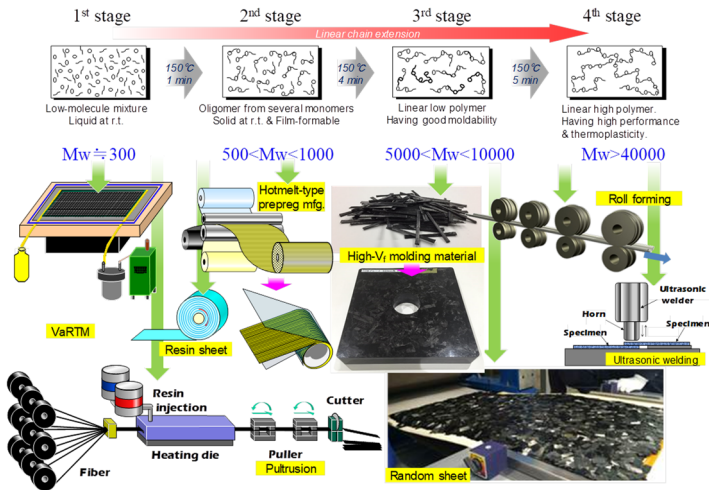 1st stage
2nd stage
3rd stage
4th stage
Linear chain extension
150℃
1 min
150℃
4 min
150℃
5 min
Low-molecule mixture
Liquid at r.t.
Oligomer from several monomers
Solid at r.t. & Film-formable
Linear low polymer
Having good moldability
Linear high polymer.
Having high performance
& thermoplasticity.
Mw≒300
500<Mw<1000
5000<Mw<10000
Mw>40000
Hotmelt-type
prepreg mfg.
Roll forming
High-Vf molding material
Ultrasonic
welder
Horn
Specimen
Specimen
Ultrasonic welding
VaRTM
Resin sheet
Resin
injection
Cutter
Heating die
Puller
Fiber
Pultrusion
Random sheet